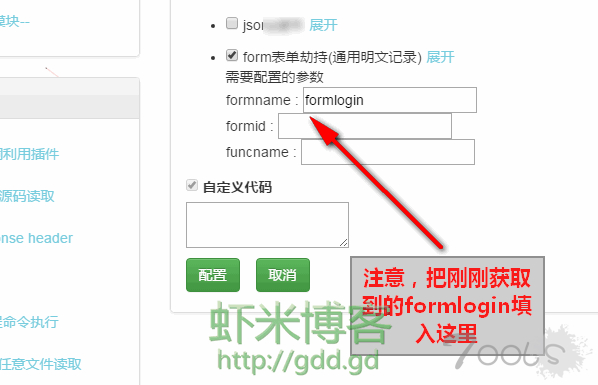 模块--
json
展开
form表单劫持(通用明文记录) 展开
需要配置的参数
formname : formlogin
formid :
funcname :
利用插件
源码读取
onse header
自定义代码
配置 取消
注意，把刚刚获取
到的formlogin填
入这里
命令执行
任意文件读取
虾米博客
http://gdd.gd
7ools